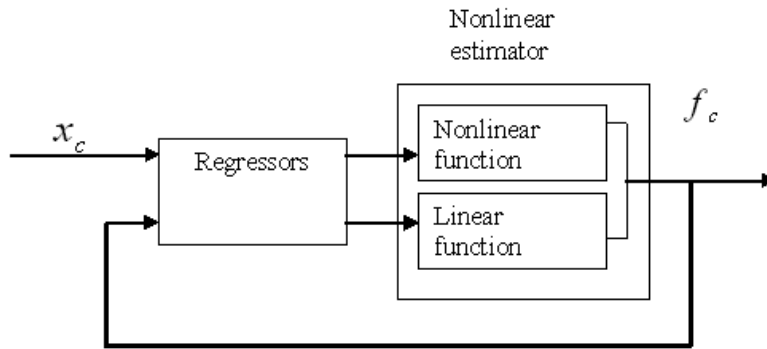 Nonlinear
estimator
x_c
f_c
Regressors
Nonlinear
function
Linear
function